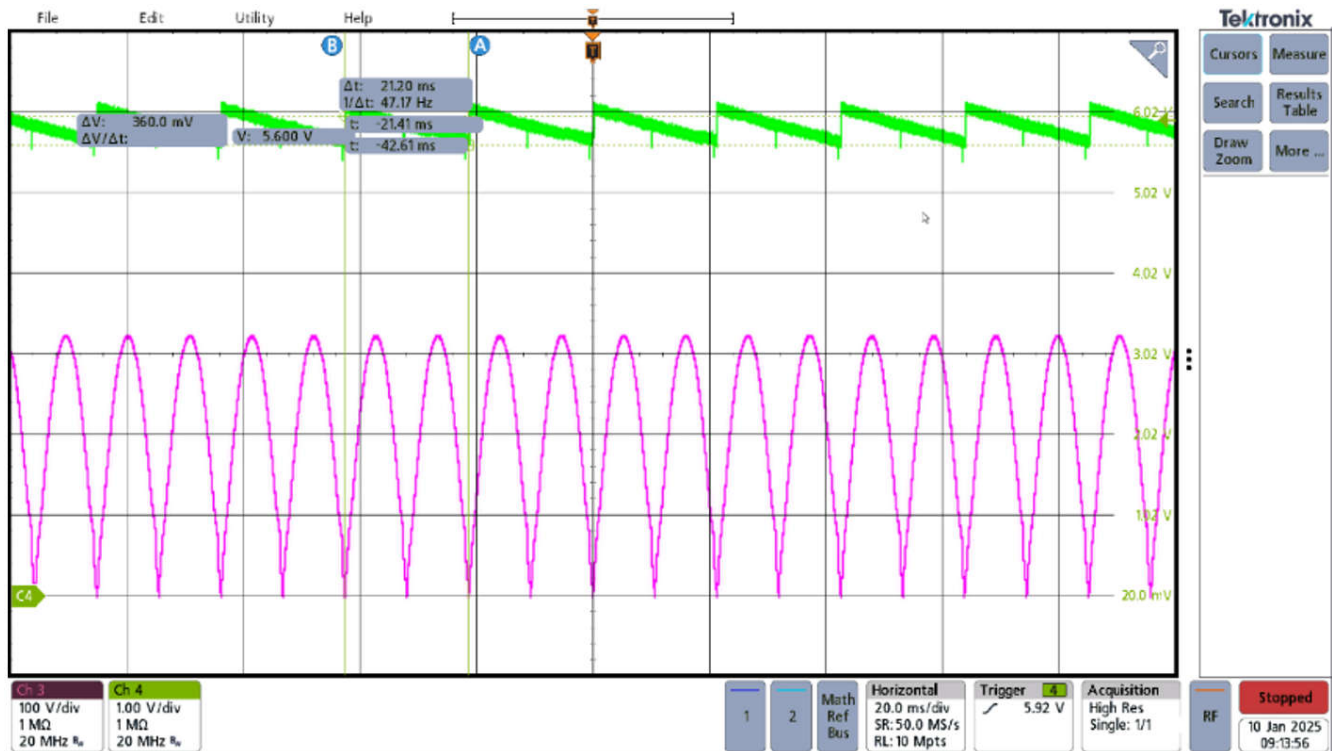 File Edit Utility Help
Tektronix
T
B A
T
Cursors Measure
Search Results Table
Draw Zoom More ...
Δt: 21.20 ms
1/Δt: 47.17 Hz
t: -21.41 ms
t: -42.61 ms
ΔV: 360.0 mV
ΔV/Δt:
V: 5.600 V
6.02 V
5.02 V
4.02 V
3.02 V
2.02 V
1.02 V
20.0 mV
C4
Ch 3
100 V/div
1 MΩ
20 MHz Bw
Ch 4
1.00 V/div
1 MΩ
20 MHz Bw
1
2
Math
Ref
Bus
Horizontal
20.0 ms/div
SR: 50.0 MS/s
RL: 10 Mpts
Trigger 4
5.92 V
Acquisition
High Res
Single: 1/1
RF
Stopped
10 Jan 2025
09:13:56